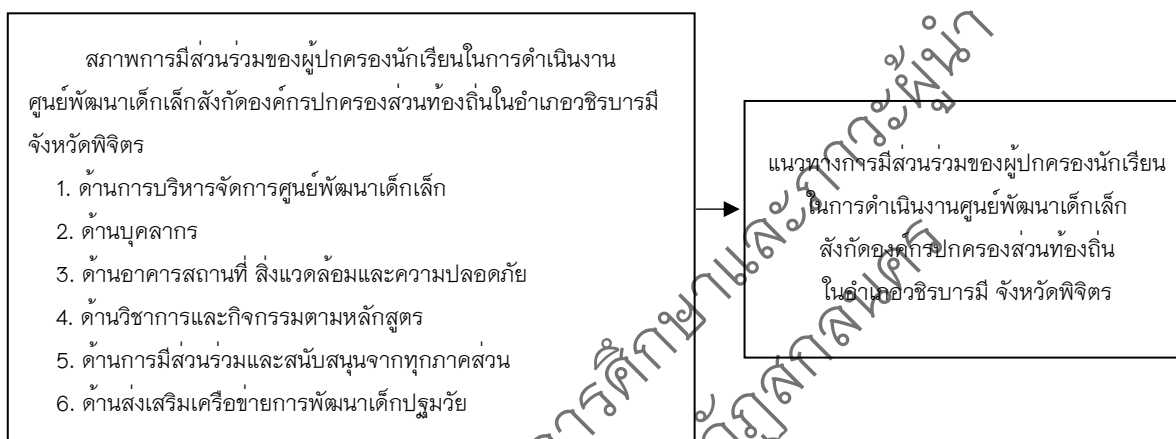 สภาพการมีส่วนร่วมของผู้ปกครองนักเรียนในการดำเนินงาน
ศูนย์พัฒนาเด็กเล็กสังกัดองค์กรปกครองส่วนท้องถิ่นในอำเภอวชิรบารมี
จังหวัดพิจิตร
1. ด้านการบริหารจัดการศูนย์พัฒนาเด็กเล็ก
2. ด้านบุคลากร
3. ด้านอาคารสถานที่ สิ่งแวดล้อมและความปลอดภัย
4. ด้านวิชาการและกิจกรรมตามหลักสูตร
5. ด้านการมีส่วนร่วมและสนับสนุนจากทุกภาคส่วน
6. ด้านส่งเสริมเครือข่ายการพัฒนาเด็กปฐมวัย
แนวทางการมีส่วนร่วมของผู้ปกครองนักเรียน
ในการดำเนินงานศูนย์พัฒนาเด็กเล็ก
สังกัดองค์กรปกครองส่วนท้องถิ่น
ในอำเภอวชิรบารมี จังหวัดพิจิตร
การศึกษาและภาวะผู้นำ